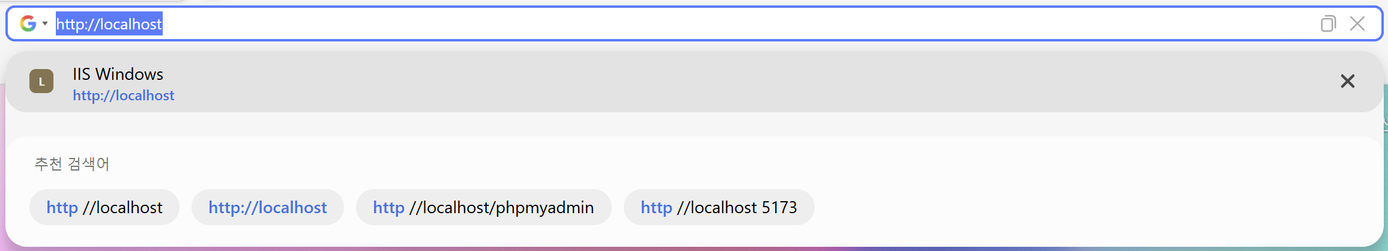 http://localhost
L
IIS Windows
http://localhost
추천 검색어
http //localhost
http://localhost
http //localhost/phpmyadmin
http //localhost 5173